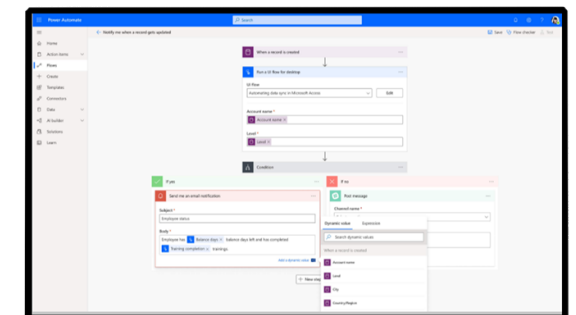 Power Automate
Search
Notify me when a record gets updated
Save
Flow checker
Test
Home
Action items
Flows
Create
Templates
Connectors
Data
AI builder
Solutions
Learn
When a record is created
Run a UI flow for desktop
UI flow
Automating data sync in Microsoft Access
Edit
Account name *
Account name ×
Level *
Level ×
Condition
If yes
If no
Send me an email notification
Subject *
Employee status
Body *
Employee has Balance days × balance days left and has completed
Training completion × trainings.
Add a dynamic value
Post message
Channel name *
Dynamic value
Expression
Search dynamic values
When a record is created
Account name
Level
City
Country/Region
+ New step